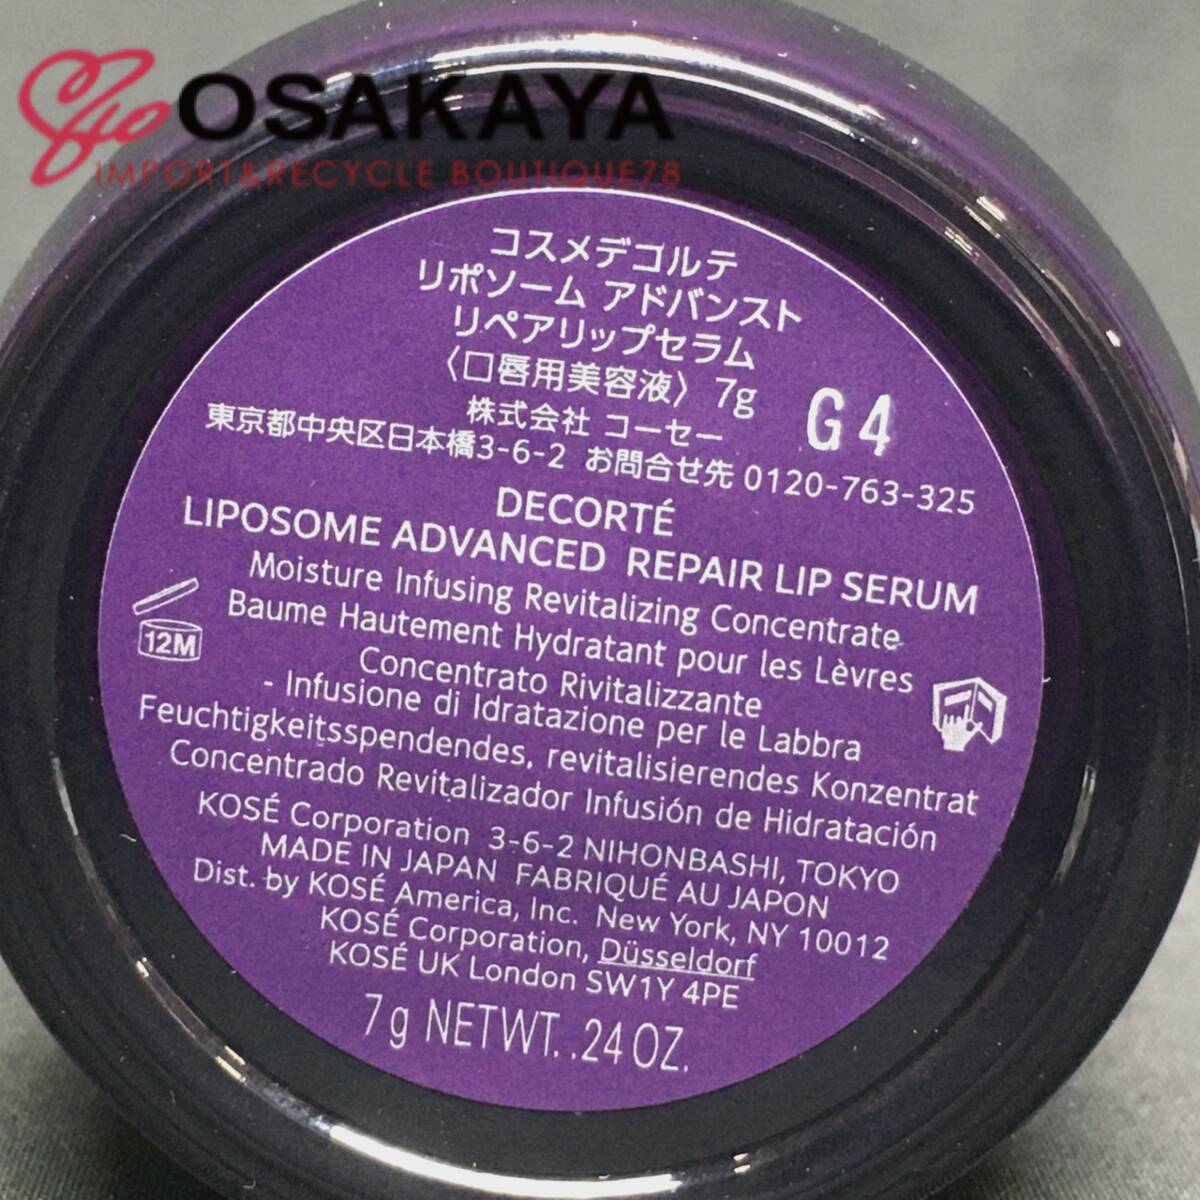 OSAKAYA
IMPORT&RECYCLE BOUTIQUE78
コスメデコルテ
リポソーム アドバンスト
リペアリップセラム
〈口唇用美容液〉 7g
G4
株式会社 コーセー
東京都中央区日本橋3-6-2 お問合せ先 0120-763-325
DECORTÉ
LIPOSOME ADVANCED REPAIR LIP SERUM
Moisture Infusing Revitalizing Concentrate
Baume Hautement Hydratant pour les Lèvres
12M
Concentrato Rivitalizzante
- Infusione di Idratazione per le Labbra
Feuchtigkeitsspendendes, revitalisierendes Konzentrat
Concentrado Revitalizador Infusión de Hidratación
KOSÉ Corporation 3-6-2 NIHONBASHI, TOKYO
MADE IN JAPAN FABRIQUÉ AU JAPON
Dist. by KOSÉ America, Inc. New York, NY 10012
KOSÉ Corporation, Düsseldorf
KOSÉ UK London SW1Y 4PE
7g NETWT. .24 OZ.